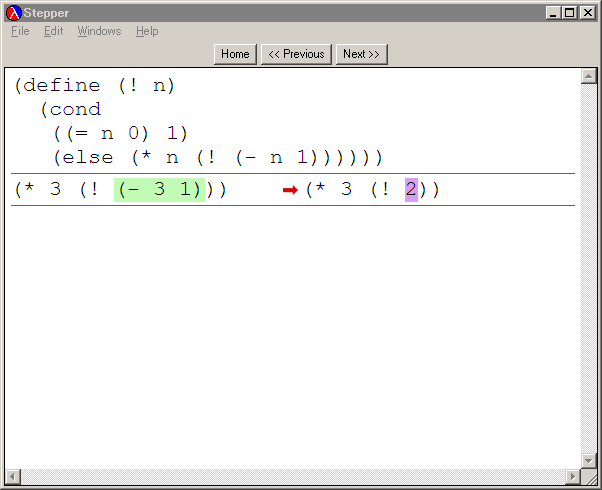 Stepper
File Edit Windows Help
Home << Previous Next >>
(define (! n)
(cond
((= n 0) 1)
(else (* n (! (- n 1))))))
(* 3 (! (- 3 1))) → (* 3 (! 2))